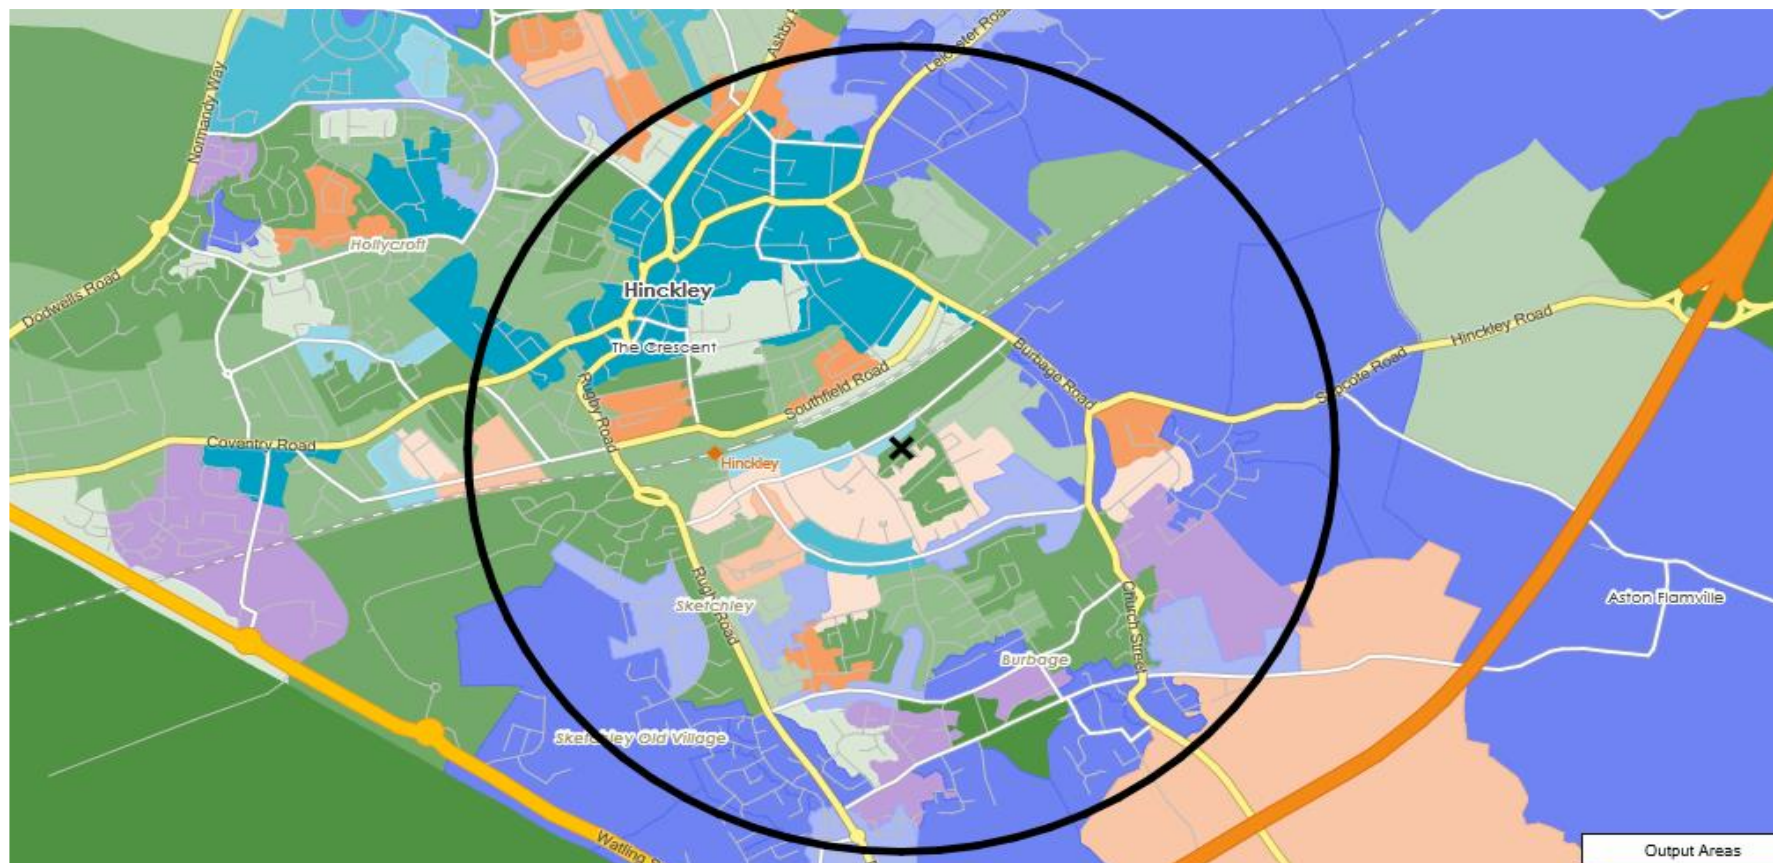 Ashby
Leicester Road
Normandy Way
Hollycroft
Dodwells Road
Hinckley
Hinckley Road
The Crescent
Burbage Road
Sapcote Road
Rugby Road
Southfield Road
Coventry Road
Hinckley
Rugby Road
Sketchley
Church Street
Aston Flamville
Burbage
Sketchley Old Village
Watling
Output Areas